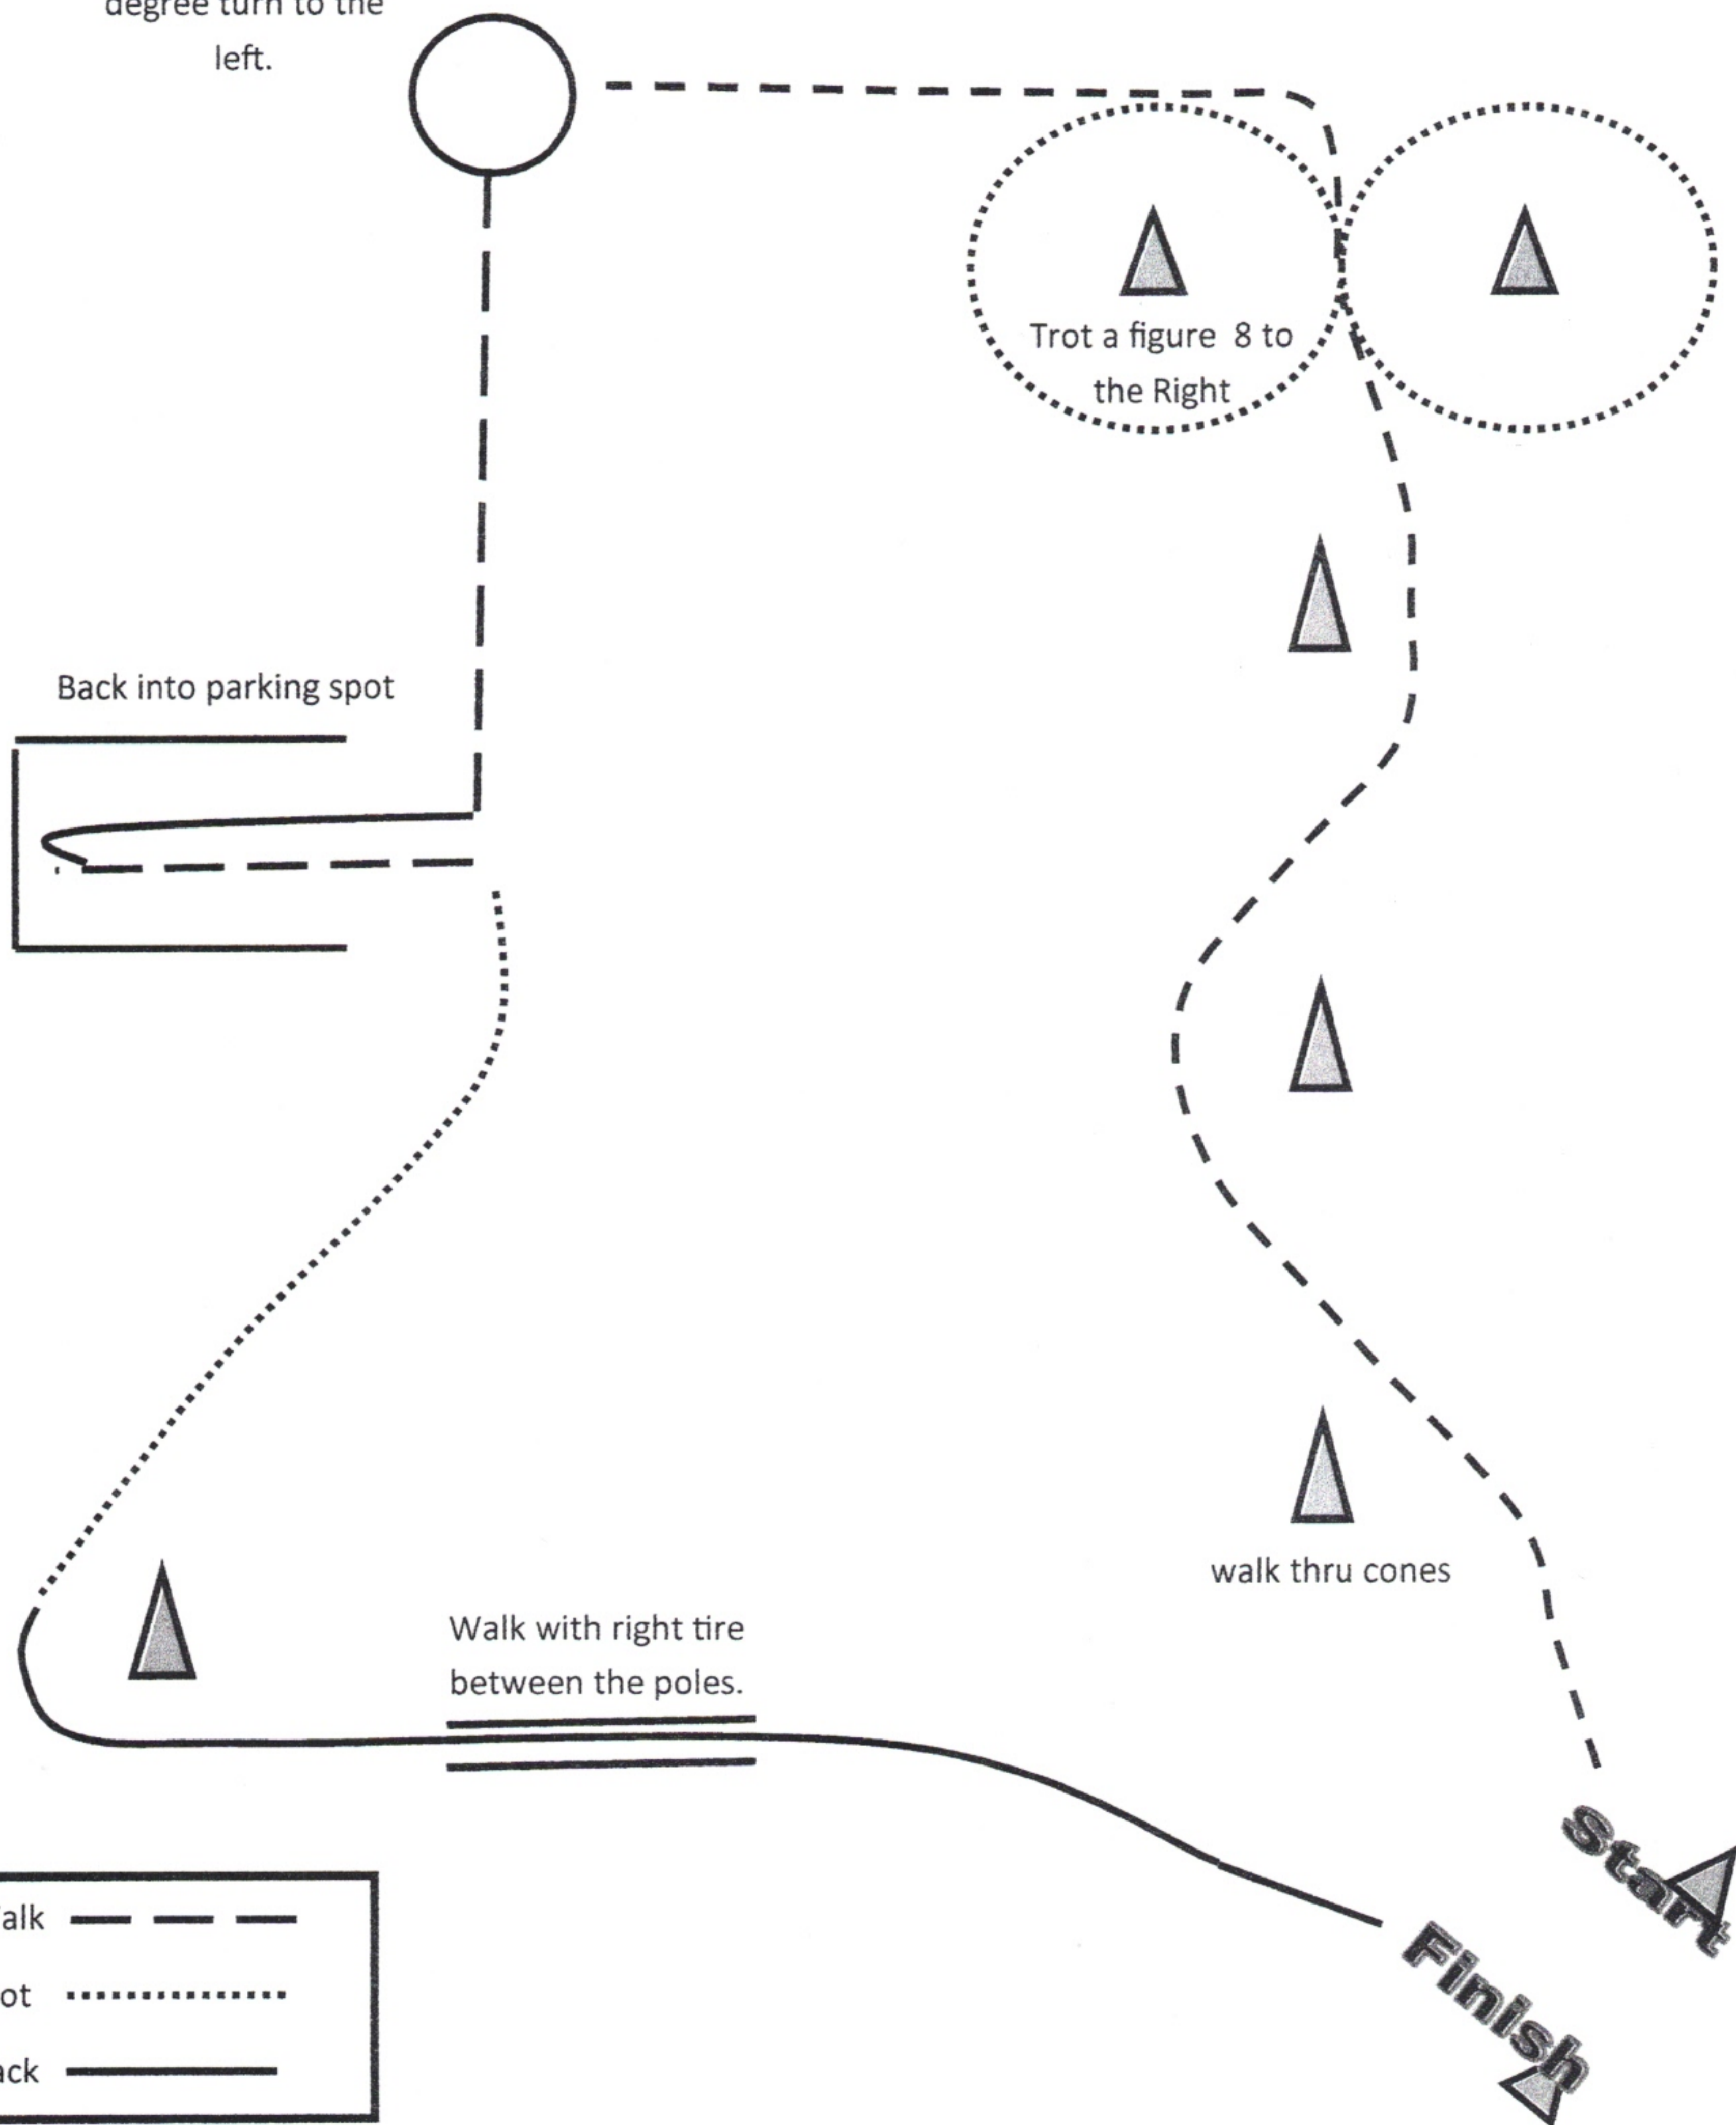 degree turn to the
left.
Trot a figure 8 to
the Right
Back into parking spot
walk thru cones
Walk with right tire
between the poles.
Start
Finish
alk
ot
ack